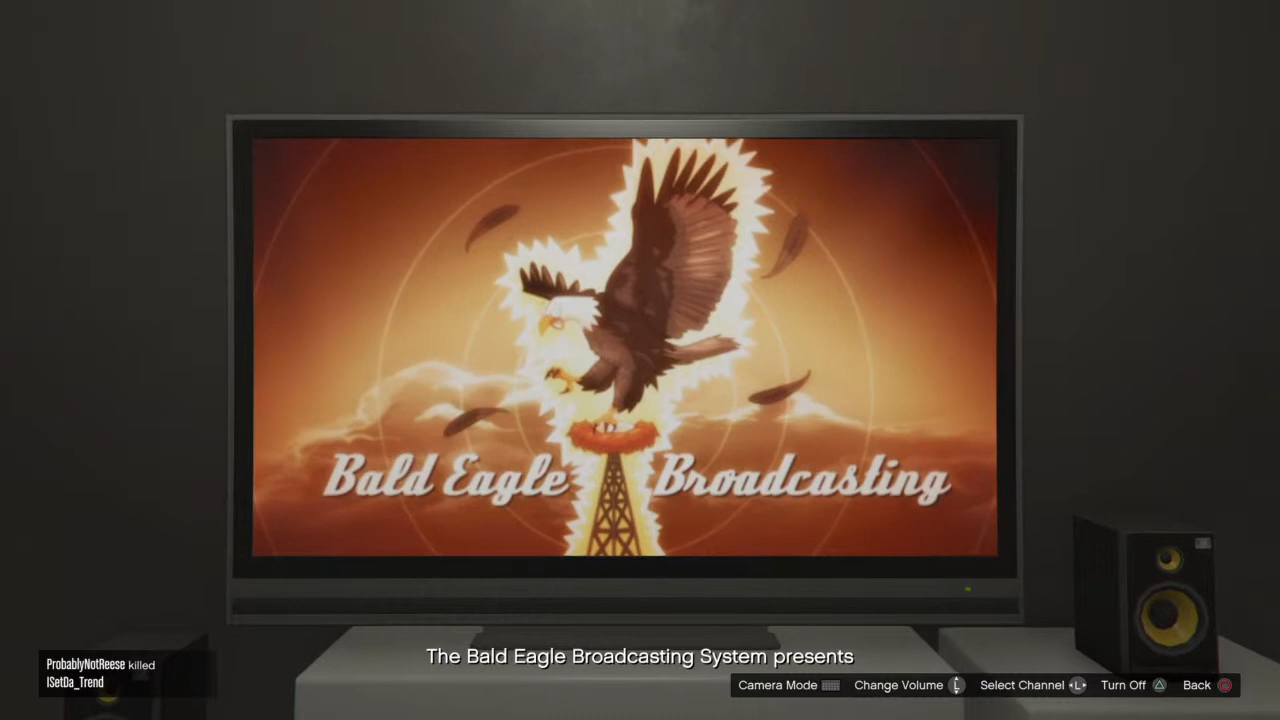 Bald Eagle Broadcasting
The Bald Eagle Broadcasting System presents
ProbablyNotReese killed
ISetDa_Trend
Camera Mode Change Volume L Select Channel L Turn Off Back